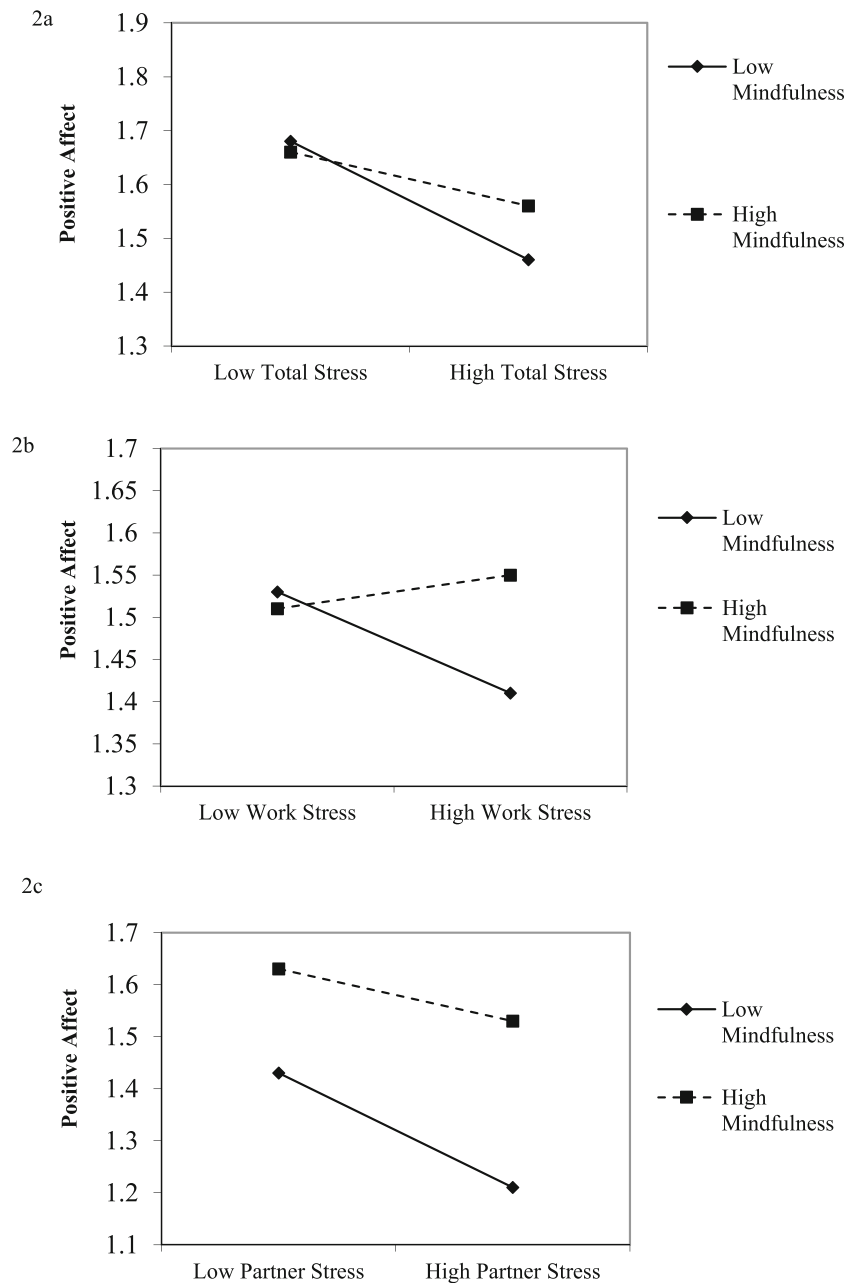 2a
1.9
1.8
1.7
1.6
1.5
1.4
1.3
Positive Affect
Low Total Stress
High Total Stress
Low
Mindfulness
High
Mindfulness
2b
1.7
1.65
1.6
1.55
1.5
1.45
1.4
1.35
1.3
Positive Affect
Low Work Stress
High Work Stress
Low
Mindfulness
High
Mindfulness
2c
1.7
1.6
1.5
1.4
1.3
1.2
1.1
Positive Affect
Low Partner Stress
High Partner Stress
Low
Mindfulness
High
Mindfulness